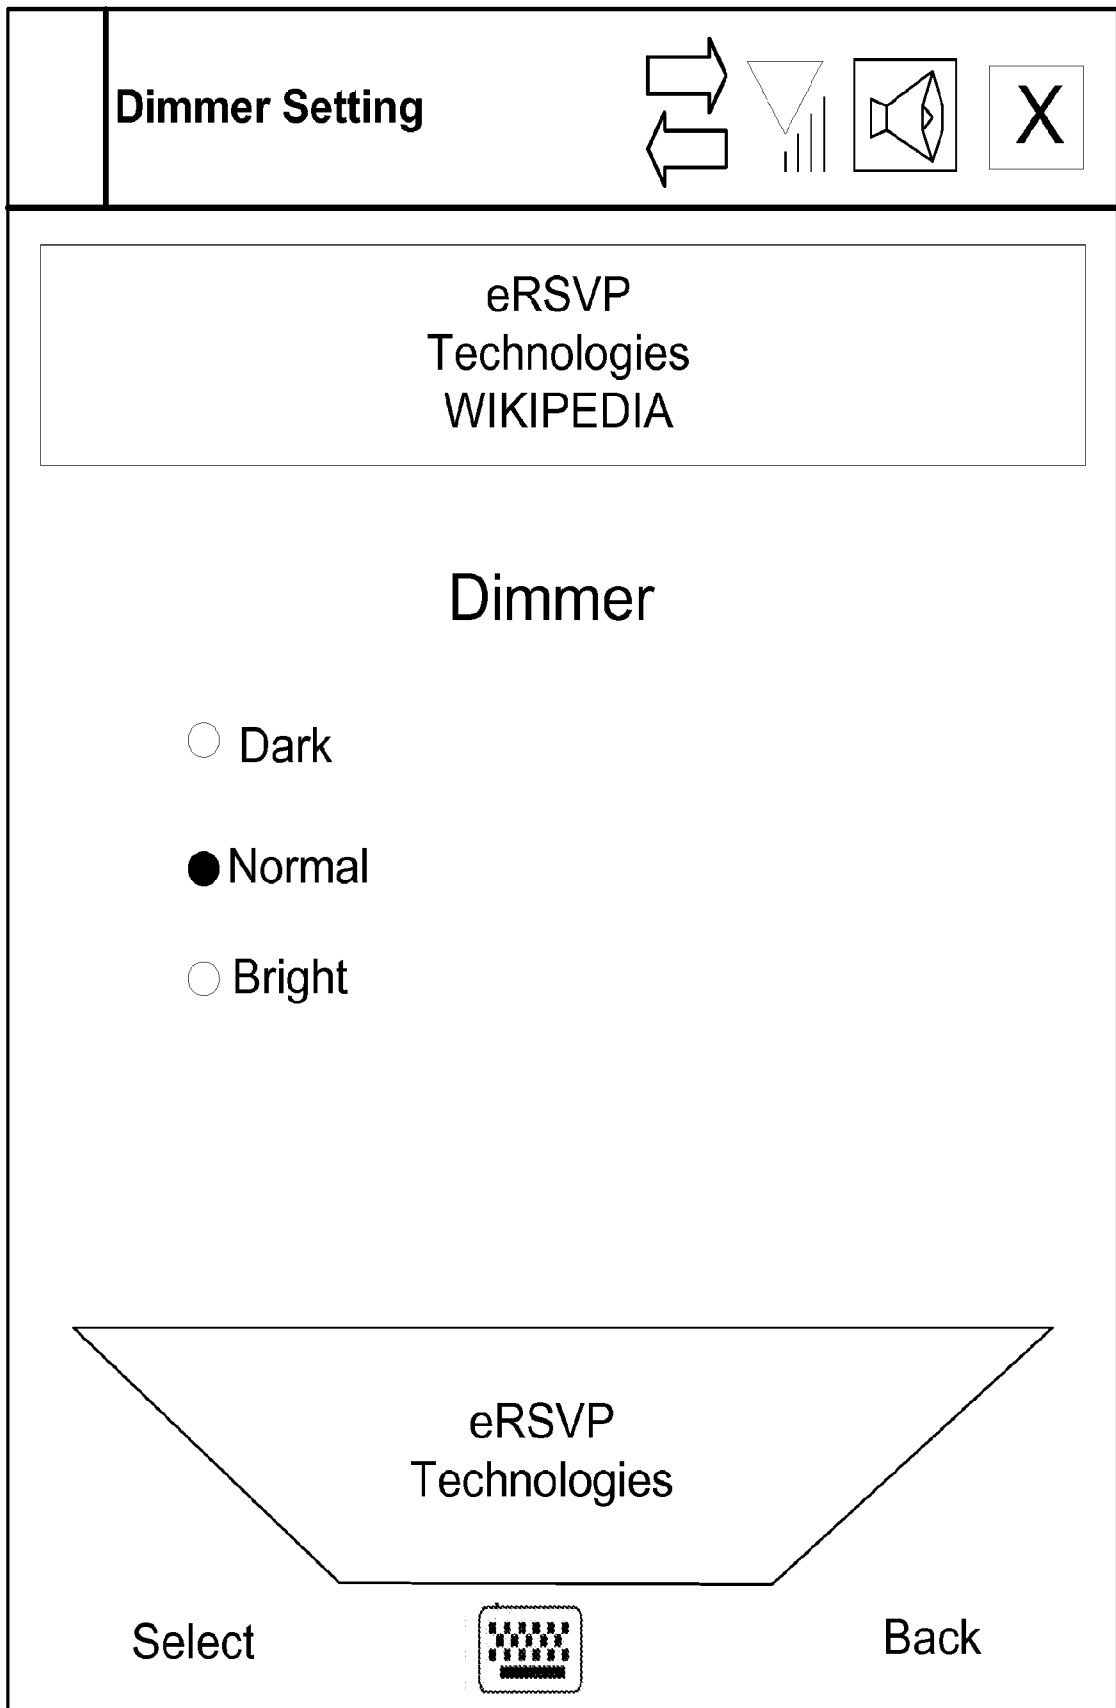 Dimmer Setting
X
eRSVP
Technologies
WIKIPEDIA
Dimmer
Dark
Normal
Bright
eRSVP
Technologies
Select
Back